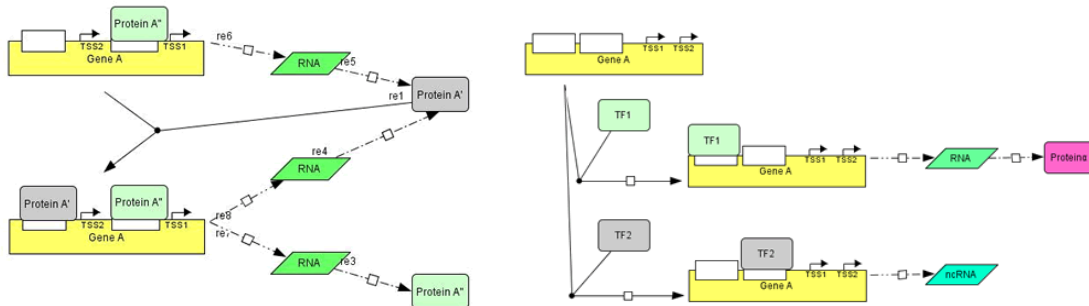 Protein A"
TSS2
TSS1
Gene A
re6
RNA
re5
re1
Protein A'
re4
RNA
Protein A'
TSS2
Protein A"
TSS1
Gene A
re8
re7
RNA
re3
Protein A"
TSS1
TSS2
Gene A
TF1
TF1
TSS1
TSS2
Gene A
RNA
Proteinα
TF2
TF2
TSS1
TSS2
Gene A
ncRNA